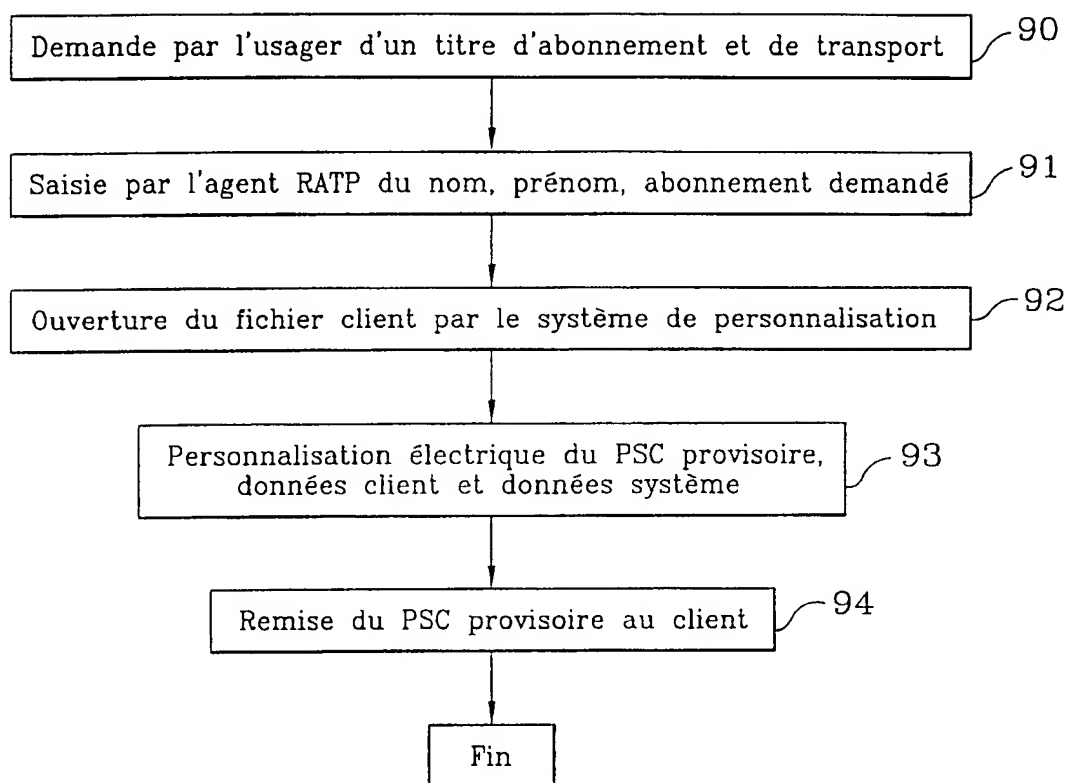 Demande par l'usager d'un titre d'abonnement et de transport
90
Saisie par l'agent RATP du nom, prénom, abonnement demandé
91
Ouverture du fichier client par le système de personnalisation
92
Personnalisation électrique du PSC provisoire,
données client et données système
93
Remise du PSC provisoire au client
94
Fin